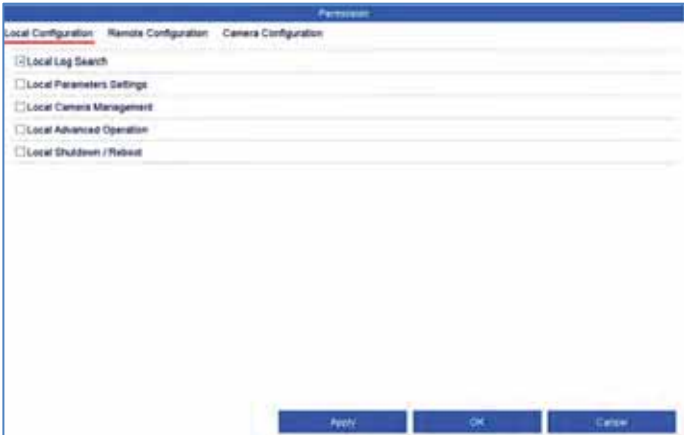 Permission
Local Configuration Remote Configuration Camera Configuration
Local Log Search
Local Parameters Settings
Local Camera Management
Local Advanced Operation
Local Shutdown / Reboot
Apply OK Cancel